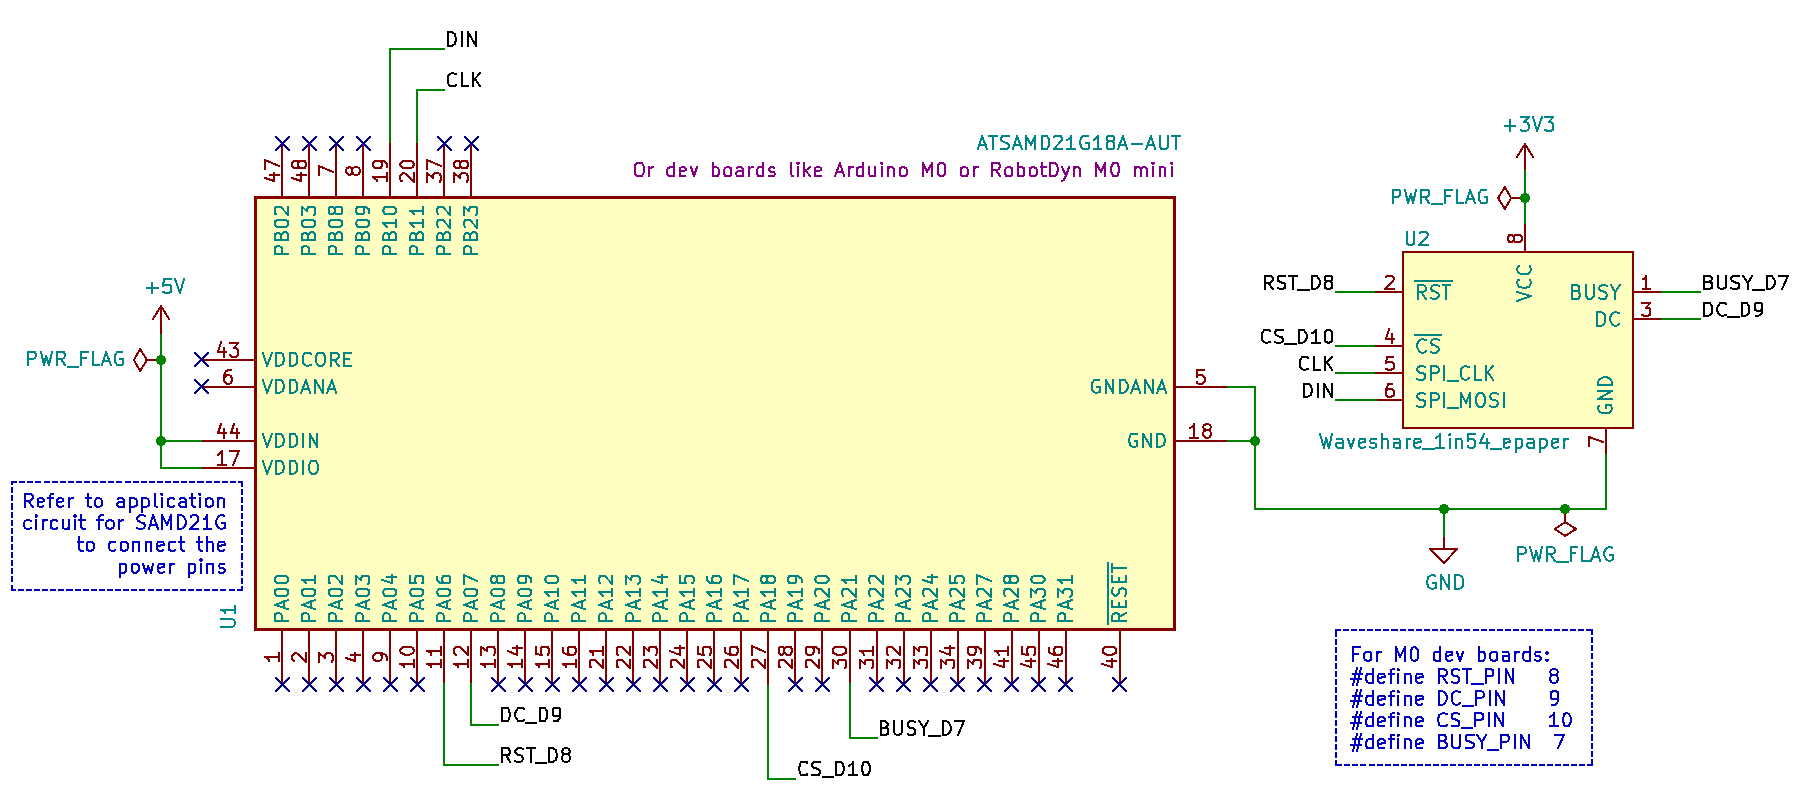 DIN
CLK
47
48
7
8
19
20
37
38
ATSAMD21G18A-AUT
Or dev boards like Arduino M0 or RobotDyn M0 mini
PB02
PB03
PB08
PB09
PB10
PB11
PB22
PB23
+5V
PWR_FLAG
43 VDDCORE
6 VDDANA
44 VDDIN
17 VDDIO
GNDANA 5
GND 18
Refer to application
circuit for SAMD21G
to connect the
power pins
U1
PA00
PA01
PA02
PA03
PA04
PA05
PA06
PA07
PA08
PA09
PA10
PA11
PA12
PA13
PA14
PA15
PA16
PA17
PA18
PA19
PA20
PA21
PA22
PA23
PA24
PA25
PA27
PA28
PA30
PA31
RESET
1
2
3
4
9
10
11
12
13
14
15
16
21
22
23
24
25
26
27
28
29
30
31
32
33
34
39
41
45
46
40
DC_D9
RST_D8
BUSY_D7
CS_D10
+3V3
PWR_FLAG
U2
8
VCC
RST_D8 2 RST
CS_D10 4 CS
CLK 5 SPI_CLK
DIN 6 SPI_MOSI
BUSY 1 BUSY_D7
DC 3 DC_D9
GND
7
Waveshare_1in54_epaper
GND
PWR_FLAG
For M0 dev boards:
#define RST_PIN 8
#define DC_PIN 9
#define CS_PIN 10
#define BUSY_PIN 7